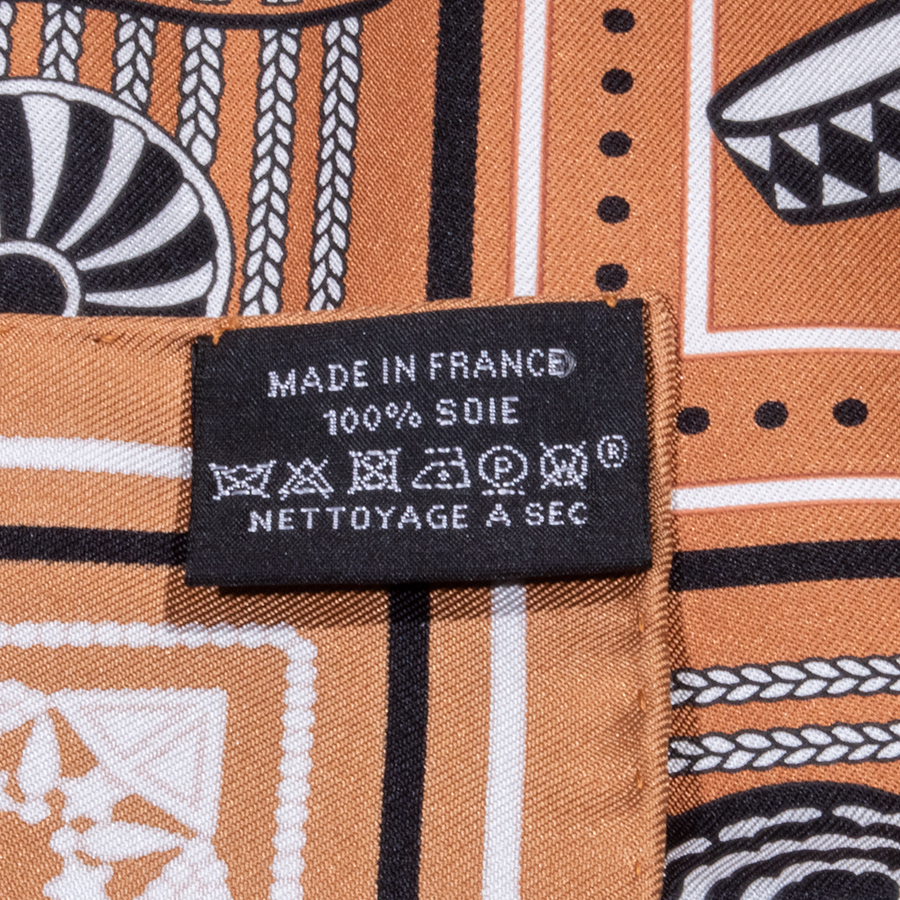 MADE IN FRANCE
100% SOIE
P W ®
NETTOYAGE A SEC